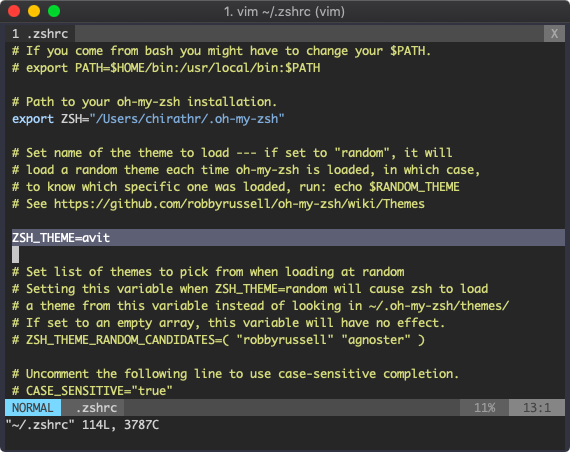 1. vim ~/.zshrc (vim)
1 .zshrc X
# If you come from bash you might have to change your $PATH.
# export PATH=$HOME/bin:/usr/local/bin:$PATH
# Path to your oh-my-zsh installation.
export ZSH="/Users/chirathr/.oh-my-zsh"
# Set name of the theme to load --- if set to "random", it will
# load a random theme each time oh-my-zsh is loaded, in which case,
# to know which specific one was loaded, run: echo $RANDOM_THEME
# See https://github.com/robbyrussell/oh-my-zsh/wiki/Themes
ZSH_THEME=avit
# Set list of themes to pick from when loading at random
# Setting this variable when ZSH_THEME=random will cause zsh to load
# a theme from this variable instead of looking in ~/.oh-my-zsh/themes/
# If set to an empty array, this variable will have no effect.
# ZSH_THEME_RANDOM_CANDIDATES=( "robbyrussell" "agnoster" )
# Uncomment the following line to use case-sensitive completion.
# CASE_SENSITIVE="true"
NORMAL .zshrc 11% 13:1
"~/.zshrc" 114L, 3787C